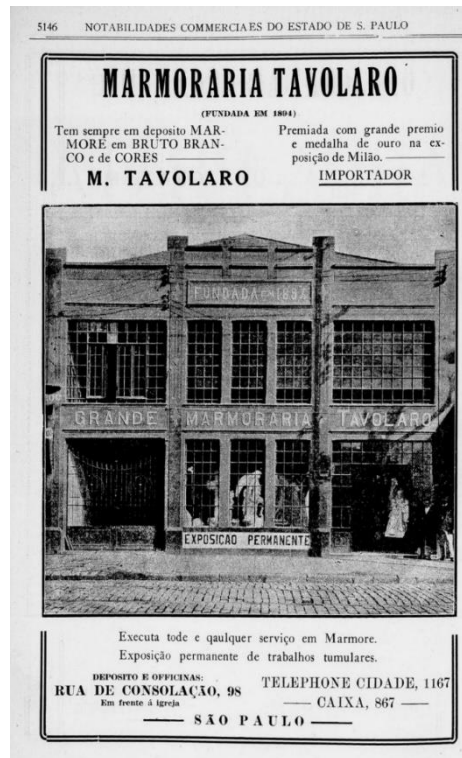 5146 NOTABILIDADES COMMERCIAES DO ESTADO DE S. PAULO
MARMORARIA TAVOLARO
(FUNDADA EM 1894)
Tem sempre em deposito MAR-
MORE em BRUTO BRAN-
CO e de CORES
Premiada com grande premio
e medalha de ouro na ex-
posição de Milão.
M. TAVOLARO
IMPORTADOR
FUNDADA EM 1894
GRANDE MARMORARIA TAVOLARO
EXPOSICAO PERMANENTE
Executa tode e qaulquer serviço em Marmore.
Exposição permanente de trabalhos tumulares.
DEPOSITO E OFFICINAS:
RUA DE CONSOLAÇÃO, 98
Em frente á igreja
TELEPHONE CIDADE, 1167
CAIXA, 867
SÃO PAULO